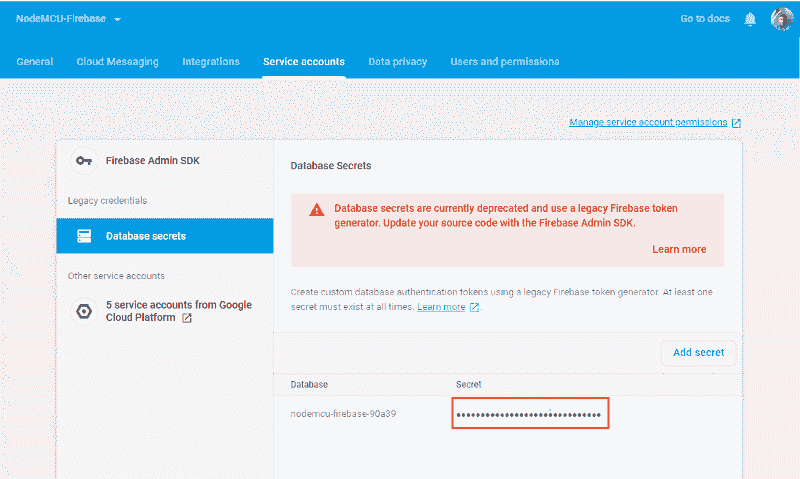 NodeMCU-Firebase
Go to docs
General Cloud Messaging Integrations Service accounts Data privacy Users and permissions
Manage service account permissions
Firebase Admin SDK
Legacy credentials
Database secrets
Other service accounts
5 service accounts from Google
Cloud Platform
Database Secrets
Database secrets are currently deprecated and use a legacy Firebase token
generator. Update your source code with the Firebase Admin SDK.
Learn more
Create custom database authentication tokens using a legacy Firebase token generator. At least one
secret must exist at all times. Learn more
Add secret
Database Secret
nodemcu-firebase-90a39 ••••••••••••••••••••••••••••••